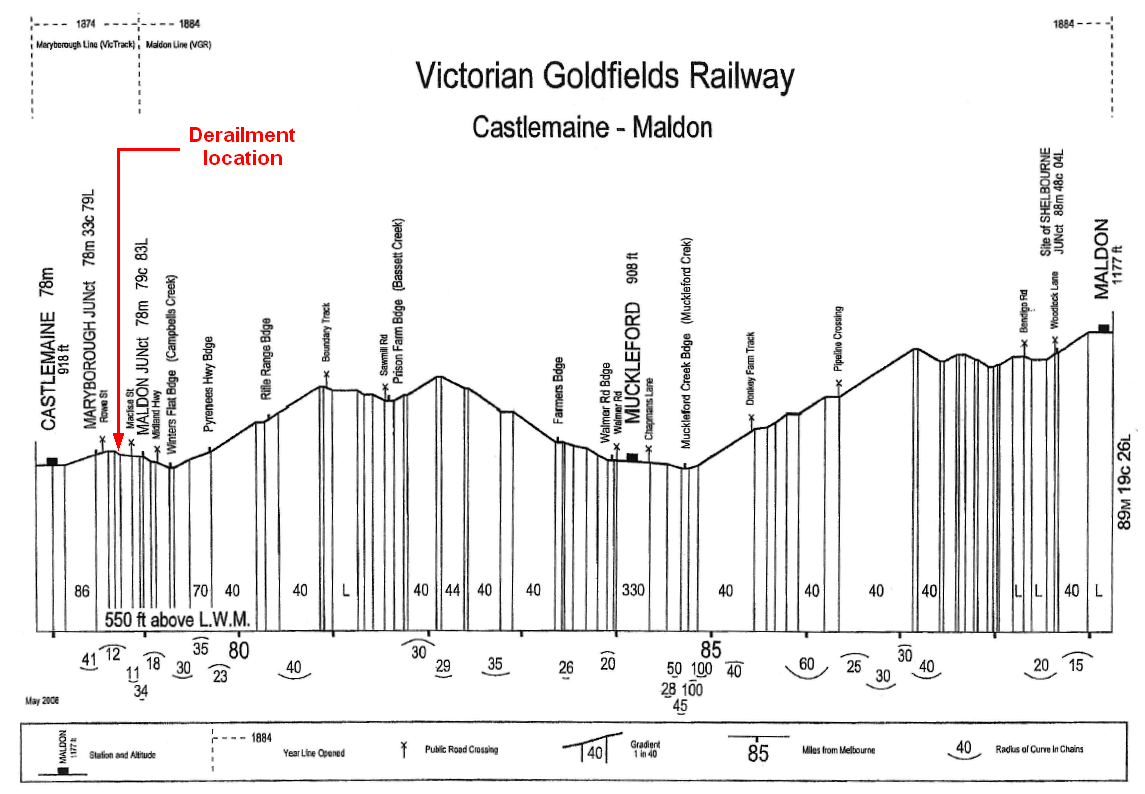 1874
1884
1884
Maryborough Line (VicTrack)
Maldon Line (VGR)
Victorian Goldfields Railway
Castlemaine - Maldon
Derailment
location
CASTLEMAINE 78m
918 ft
MARYBOROUGH JUNct 78m 33c 79L
Rowe St
Maclise St
MALDON JUNct 78m 79c 83L
Midland Hwy
Winters Flat Bdge (Campbells Creek)
Pyrenees Hwy Bdge
Rifle Range Bdge
Boundary Track
Sawmill Rd
Prison Farm Bdge (Bassett Creek)
Farmers Bdge
Walmer Rd Bdge
Walmer Rd
MUCKLEFORD 908 ft
Chapmans Lane
Muckleford Creek Bdge (Muckleford Crek)
Donkey Farm Track
Pipeline Crossing
Bendigo Rd
Site of SHELBOURNE
JUNct 88m 48c 04L
Woodlock Lane
MALDON
1177 ft
89M 19c 26L
86 70 40 40 L 40 44 40 40 330 40 40 40 40 L L 40 L
550 ft above L.W.M.
80 85
41 12 11 34 18 30 35 23 40 30 29 35 26 20 50 28 100 100 45 40 60 25 30 30 40 20 15
May 2008
MALDON
1177 ft
Station and Altitude
1884
Year Line Opened
Public Road Crossing
40
Gradient
1 in 40
85
Miles from Melbourne
40
Radius of Curve In Chains